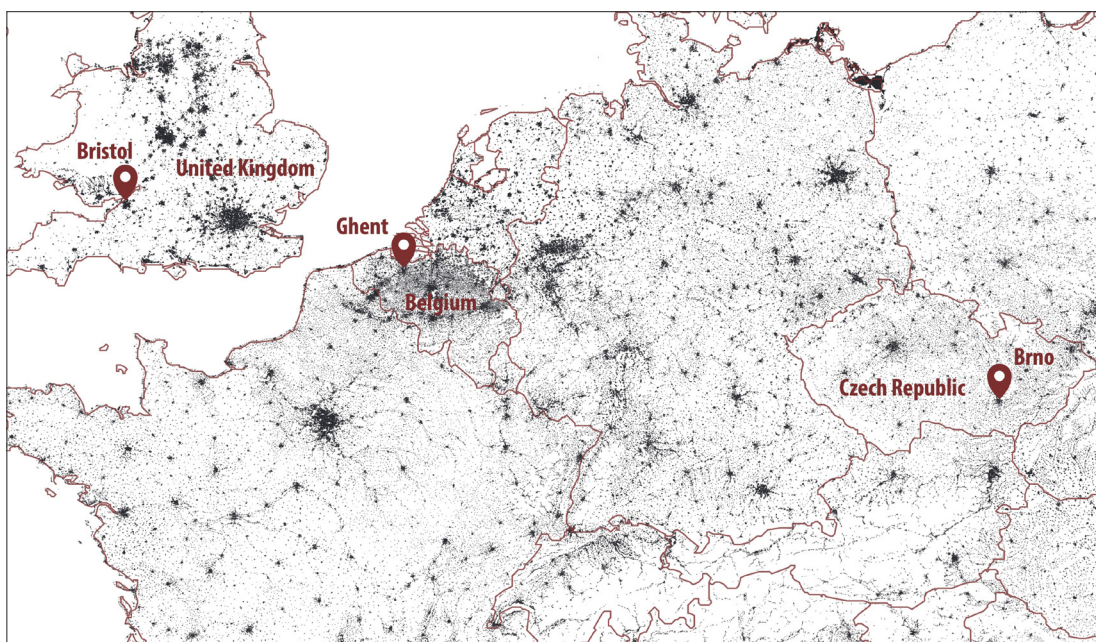 Bristol
United Kingdom
Ghent
Belgium
Brno
Czech Republic